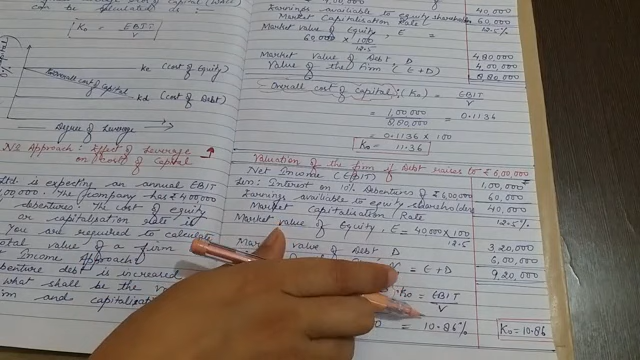 can be calculated is :-
Ko = EBIT
V
ke (Cost of Equity)
Overall cost of Capital
kd (Cost of Debt)
Degree of Leverage
NI Approach: Effect of Leverage
on cost of Capital
Ltd. is expecting an annual EBIT
The company has ₹ 4,00,000
debentures. The cost of equity
or capitalisation rate is
You are required to calculate
total value of a firm
Income Approach
debenture debt is increased
what shall be the
and
Earnings available to equity shareholders
40,000
60,000
Market Capitalisation Rate
12.5%
Market value of Equity, E =
60,000 x 100
12.5
4,80,000
Market Value of Debt, D
4,00,000
Value of the Firm (E + D)
8,80,000
Overall cost of Capital: (Ko) = EBIT
V
= 1,00,000 = 0.1136
8,80,000
= 0.1136 x 100
Ko = 11.36
Valuation of the firm if Debt raises to ₹ 6,00,000
Net Income (EBIT)
1,00,000
Less: Interest on 10% Debentures of ₹ 6,00,000
60,000
Earnings available to equity shareholders
40,000
Market Capitalisation Rate
12.5%
Market value of Equity, E = 40,000 x 100
12.5
3,20,000
Market value of Debt D
6,00,000
= E + D
9,20,000
Ko = EBIT
V
= 10.86%
Ko = 10.86